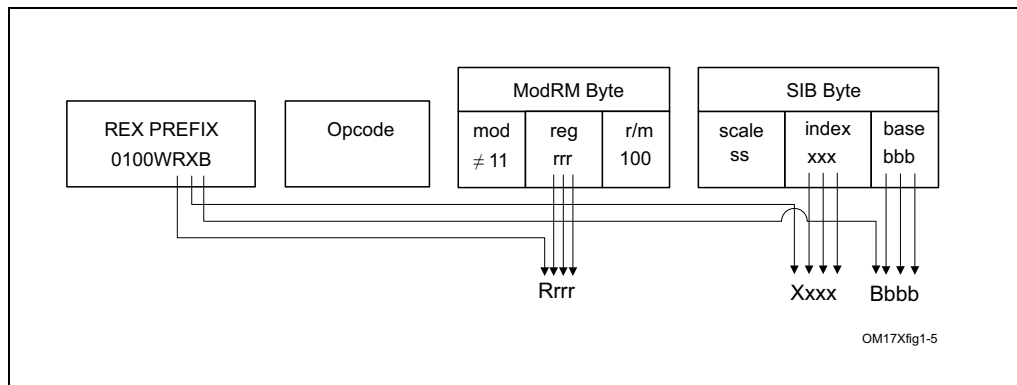 ModRM Byte
SIB Byte
REX PREFIX
0100WRXB
Opcode
mod
≠ 11
reg
rrr
r/m
100
scale
ss
index
xxx
base
bbb
Rrrr
Xxxx
Bbbb
OM17Xfig1-5